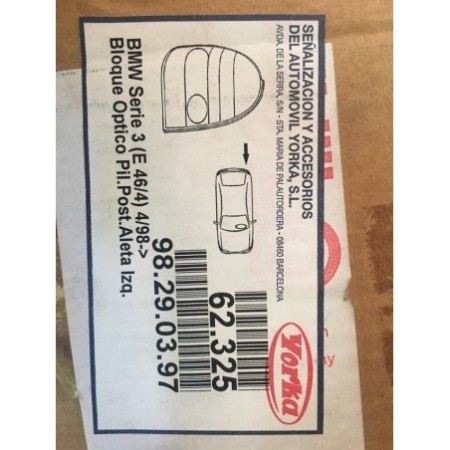 SEÑALIZACION Y ACCESORIOS
DEL AUTOMOVIL YORKA, S.L.
AVDA. DE LA SIERRA, S/N - STA. MARIA DE PALAUTORDERA - 08460 BARCELONA
Yorka
62.325
98.29.03.97
BMW Serie 3 (E 46/4) 4/98->
Bloque Optico Pil.Post.Aleta Izq.